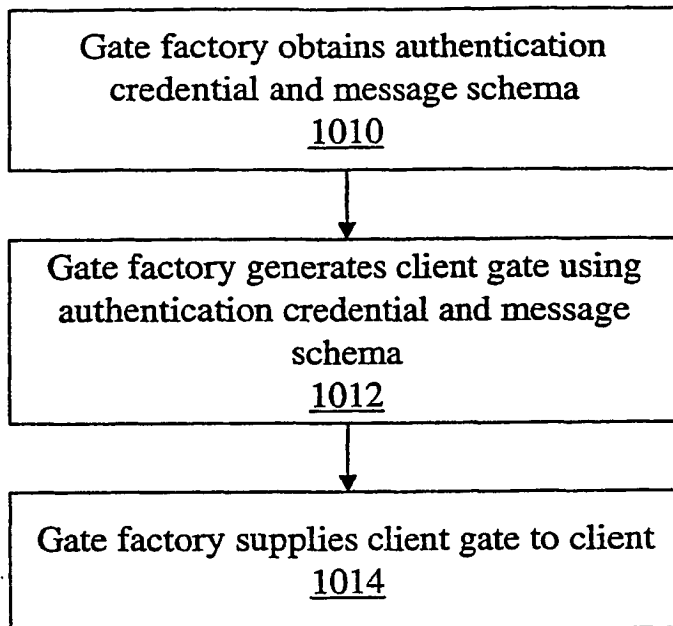 Gate factory obtains authentication
credential and message schema
1010
Gate factory generates client gate using
authentication credential and message
schema
1012
Gate factory supplies client gate to client
1014